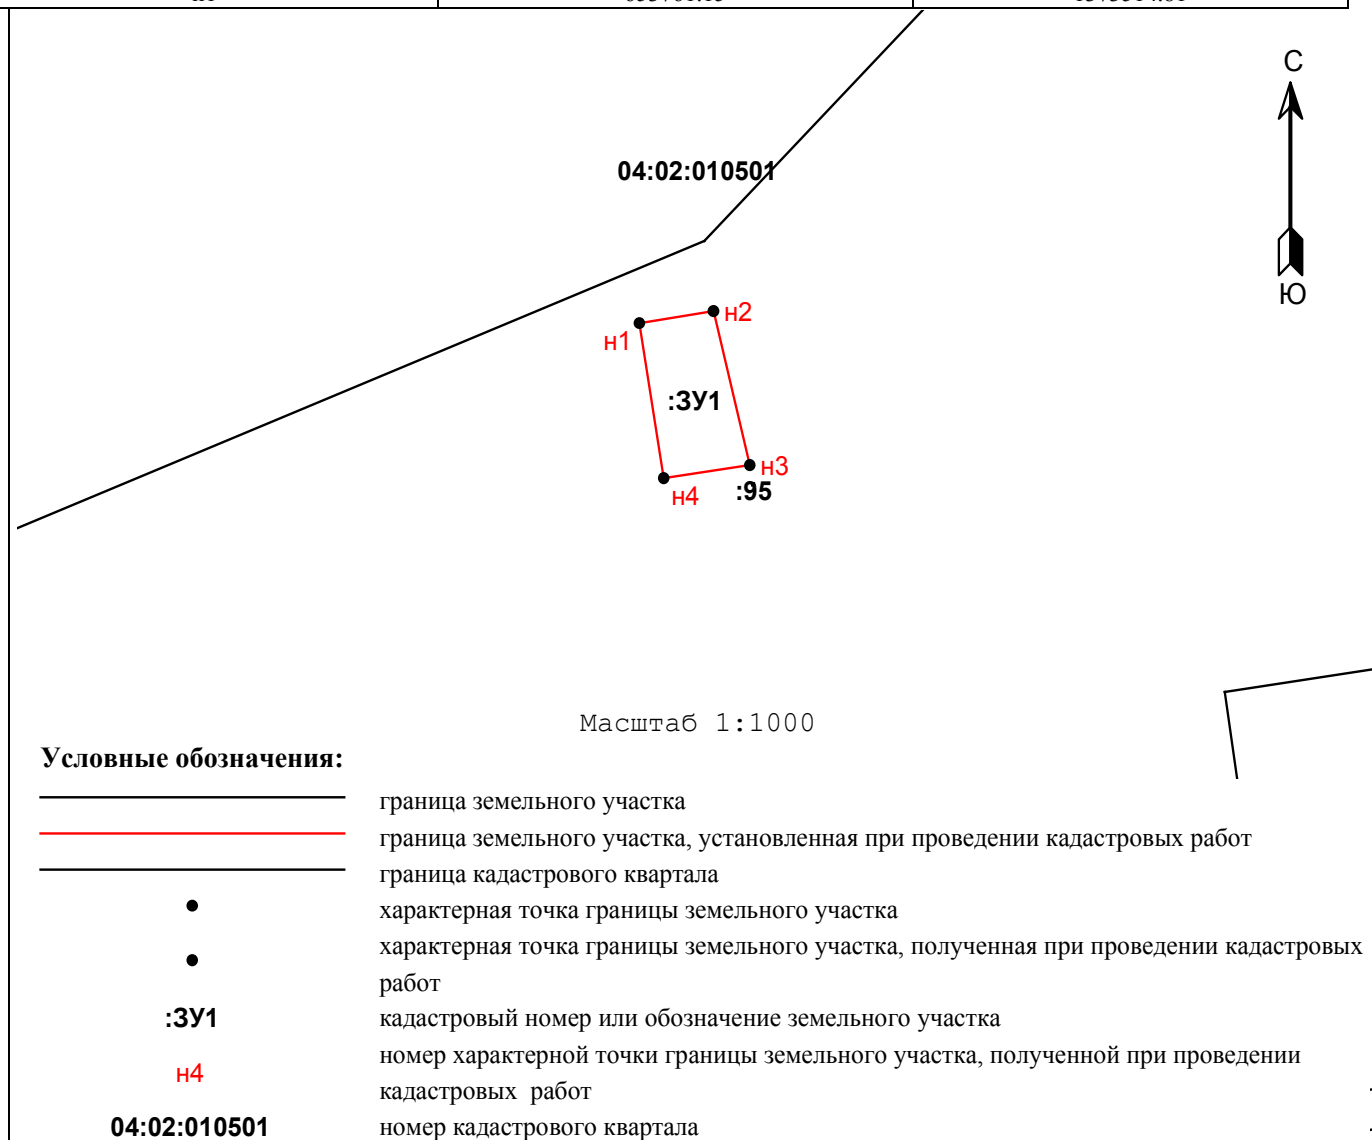 С
04:02:010501
Ю
н2
н1
:ЗУ1
н3
н4
:95
Масштаб 1:1000
Условные обозначения:
граница земельного участка
граница земельного участка, установленная при проведении кадастровых работ
граница кадастрового квартала
характерная точка границы земельного участка
характерная точка границы земельного участка, полученная при проведении кадастровых
работ
:ЗУ1 кадастровый номер или обозначение земельного участка
номер характерной точки границы земельного участка, полученной при проведении
н4
кадастровых работ
04:02:010501 номер кадастрового квартала